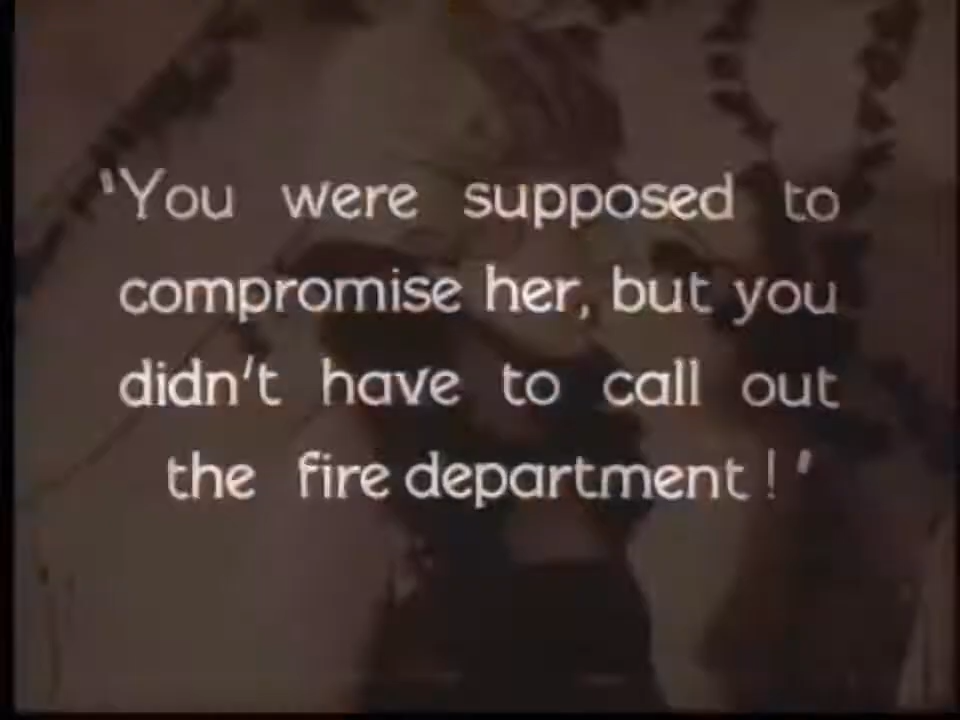 'You were supposed to
compromise her, but you
didn't have to call out
the fire department!'